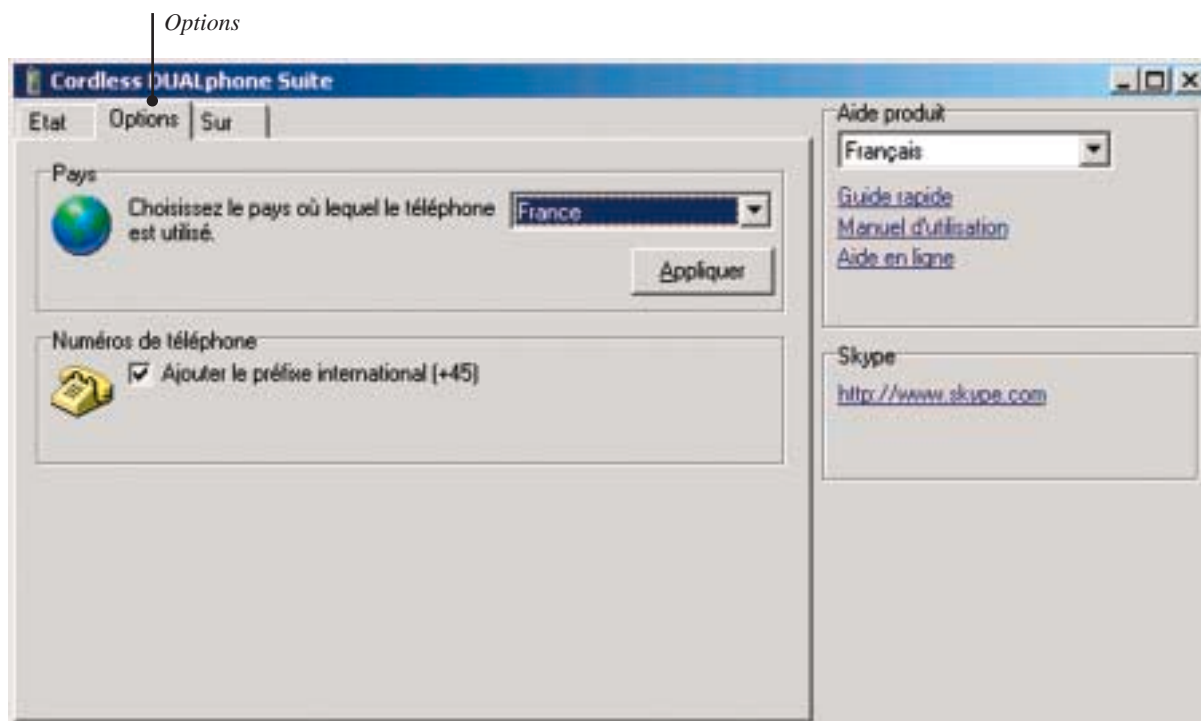 Options
Cordless DUALphone Suite
Etat Options Sur
Pays
Choisissez le pays où lequel le téléphone
est utilisé.
France
Appliquer
Numéros de téléphone
Ajouter le préfixe international (+45)
Aide produit
Français
Guide rapide
Manuel d'utilisation
Aide en ligne
Skype
http://www.skype.com